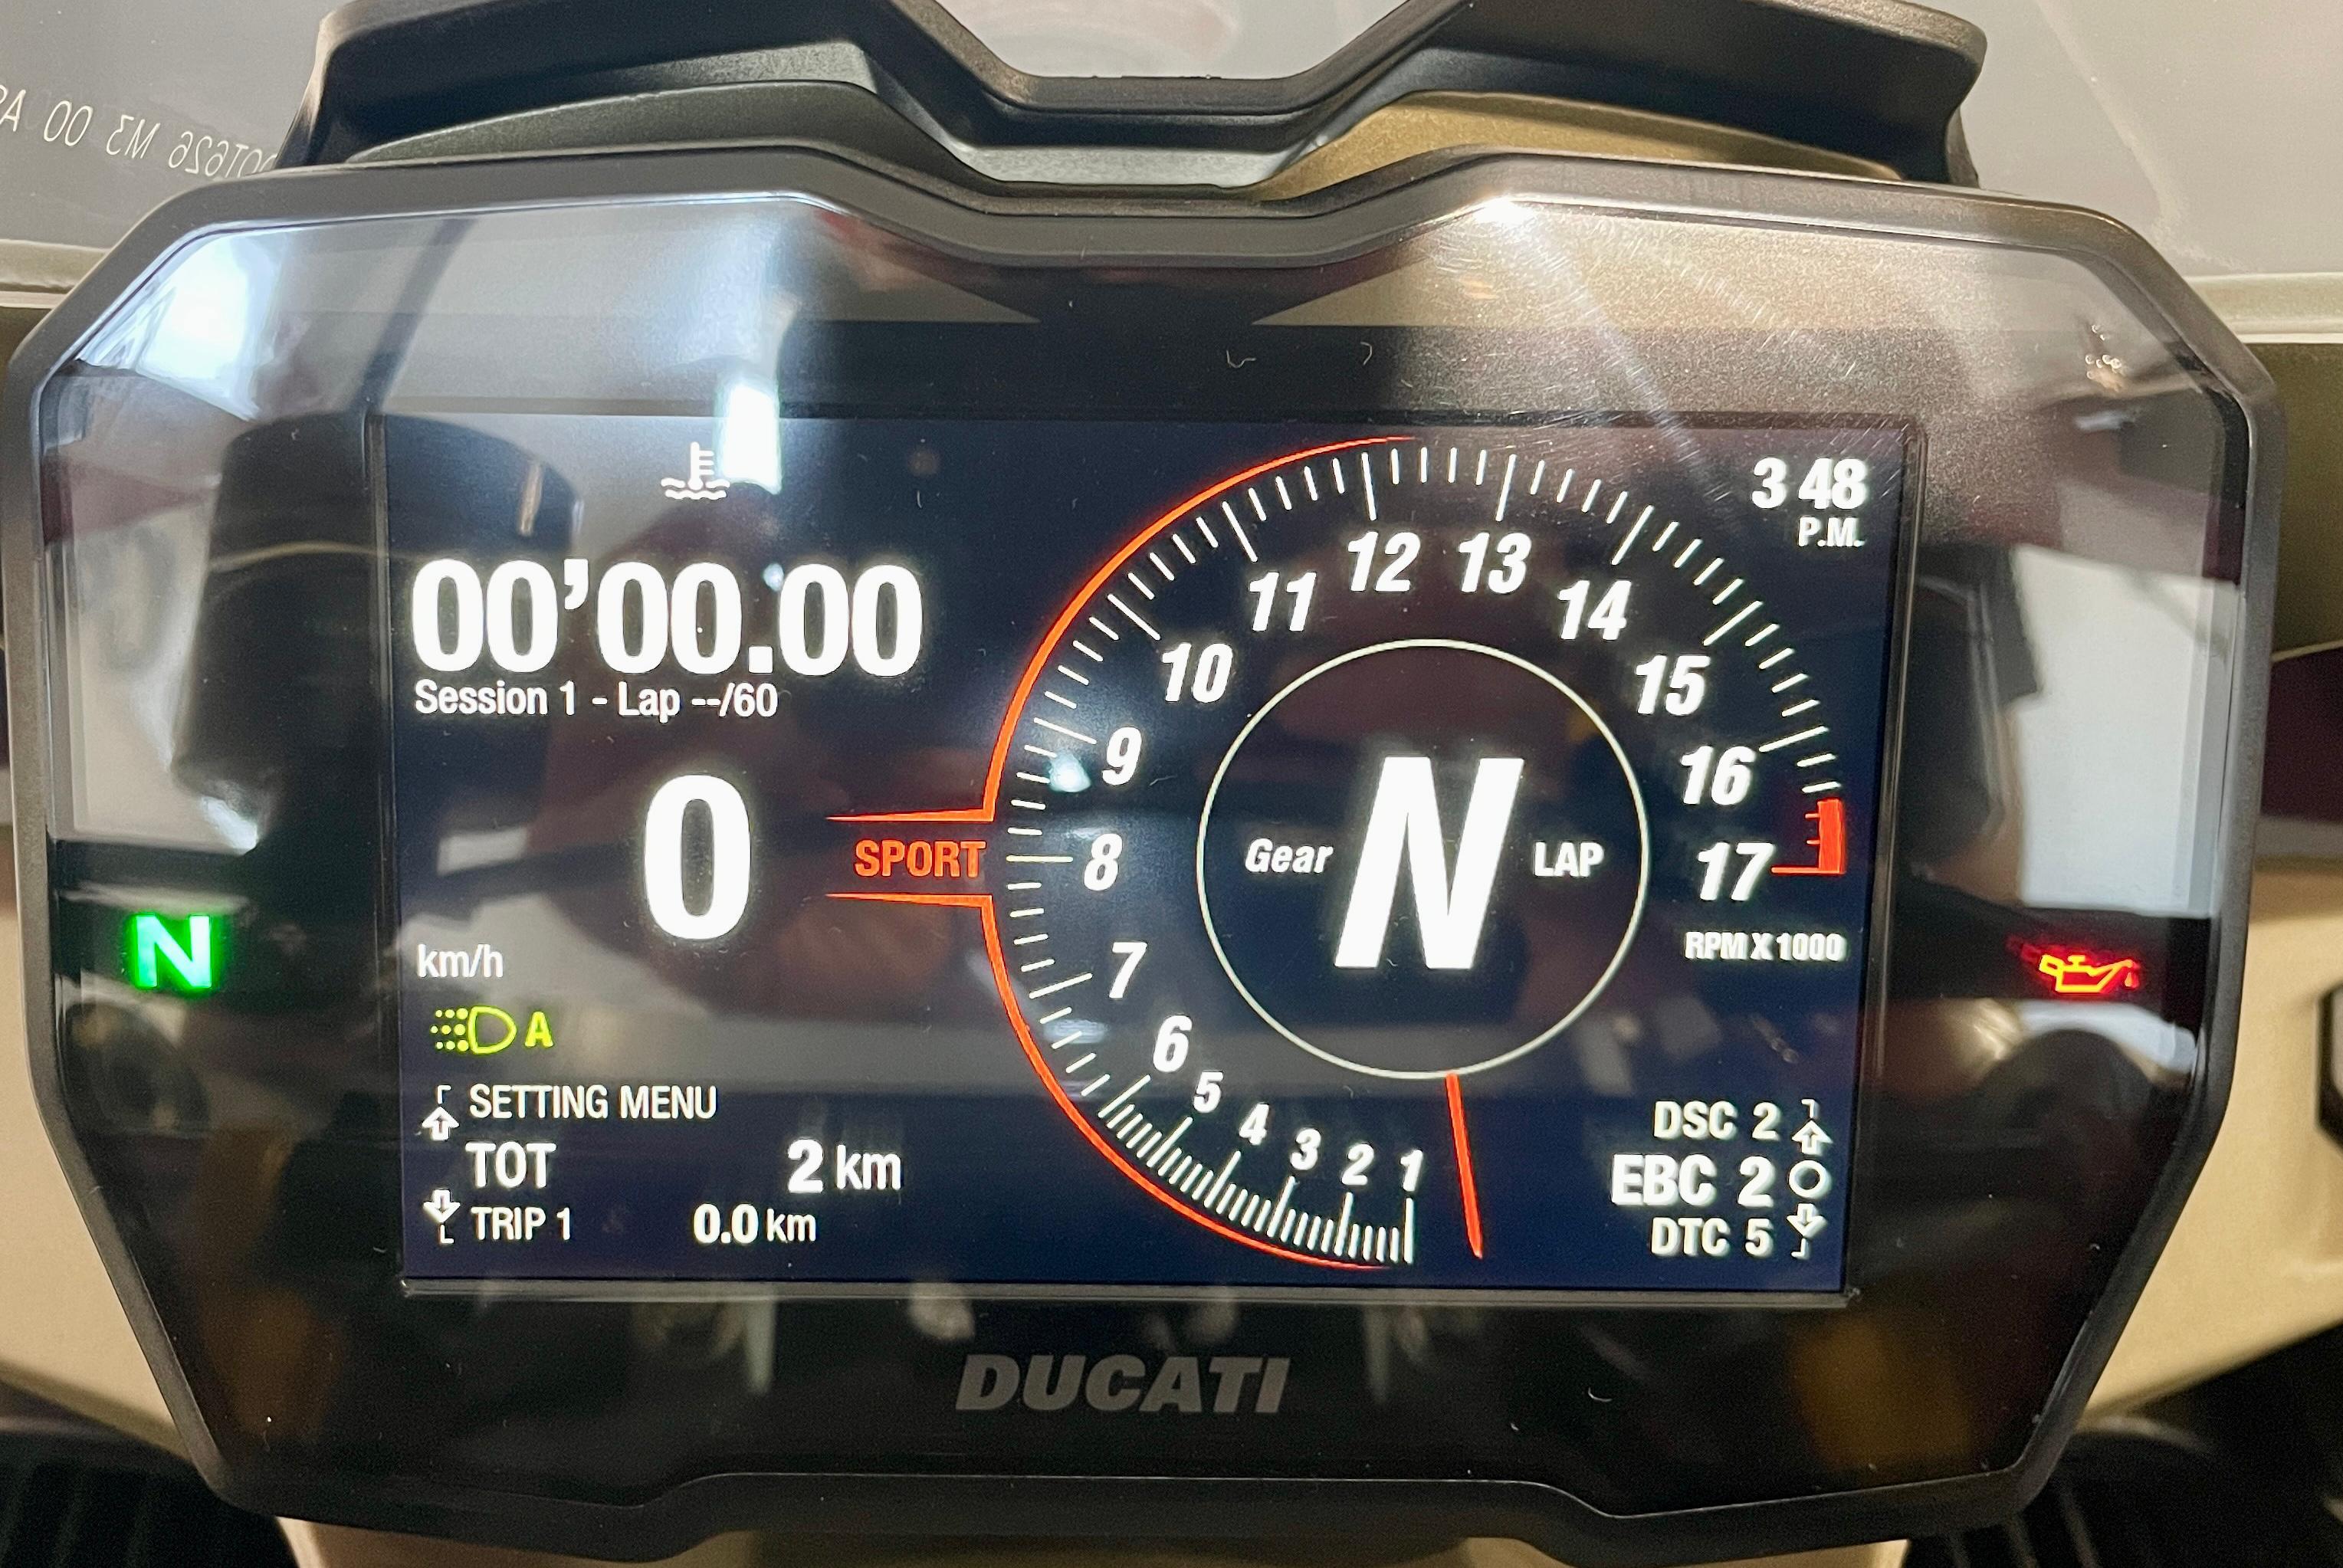 3 48
P.M.
00'00.00
Session 1 - Lap --/60
0
km/h
SPORT
A
SETTING MENU
TOT 2 km
TRIP 1 0.0 km
1
2
3
4
5
6
7
8
9
10
11
12
13
14
15
16
17
RPM X 1000
Gear N LAP
DSC 2
EBC 2
DTC 5
N
DUCATI